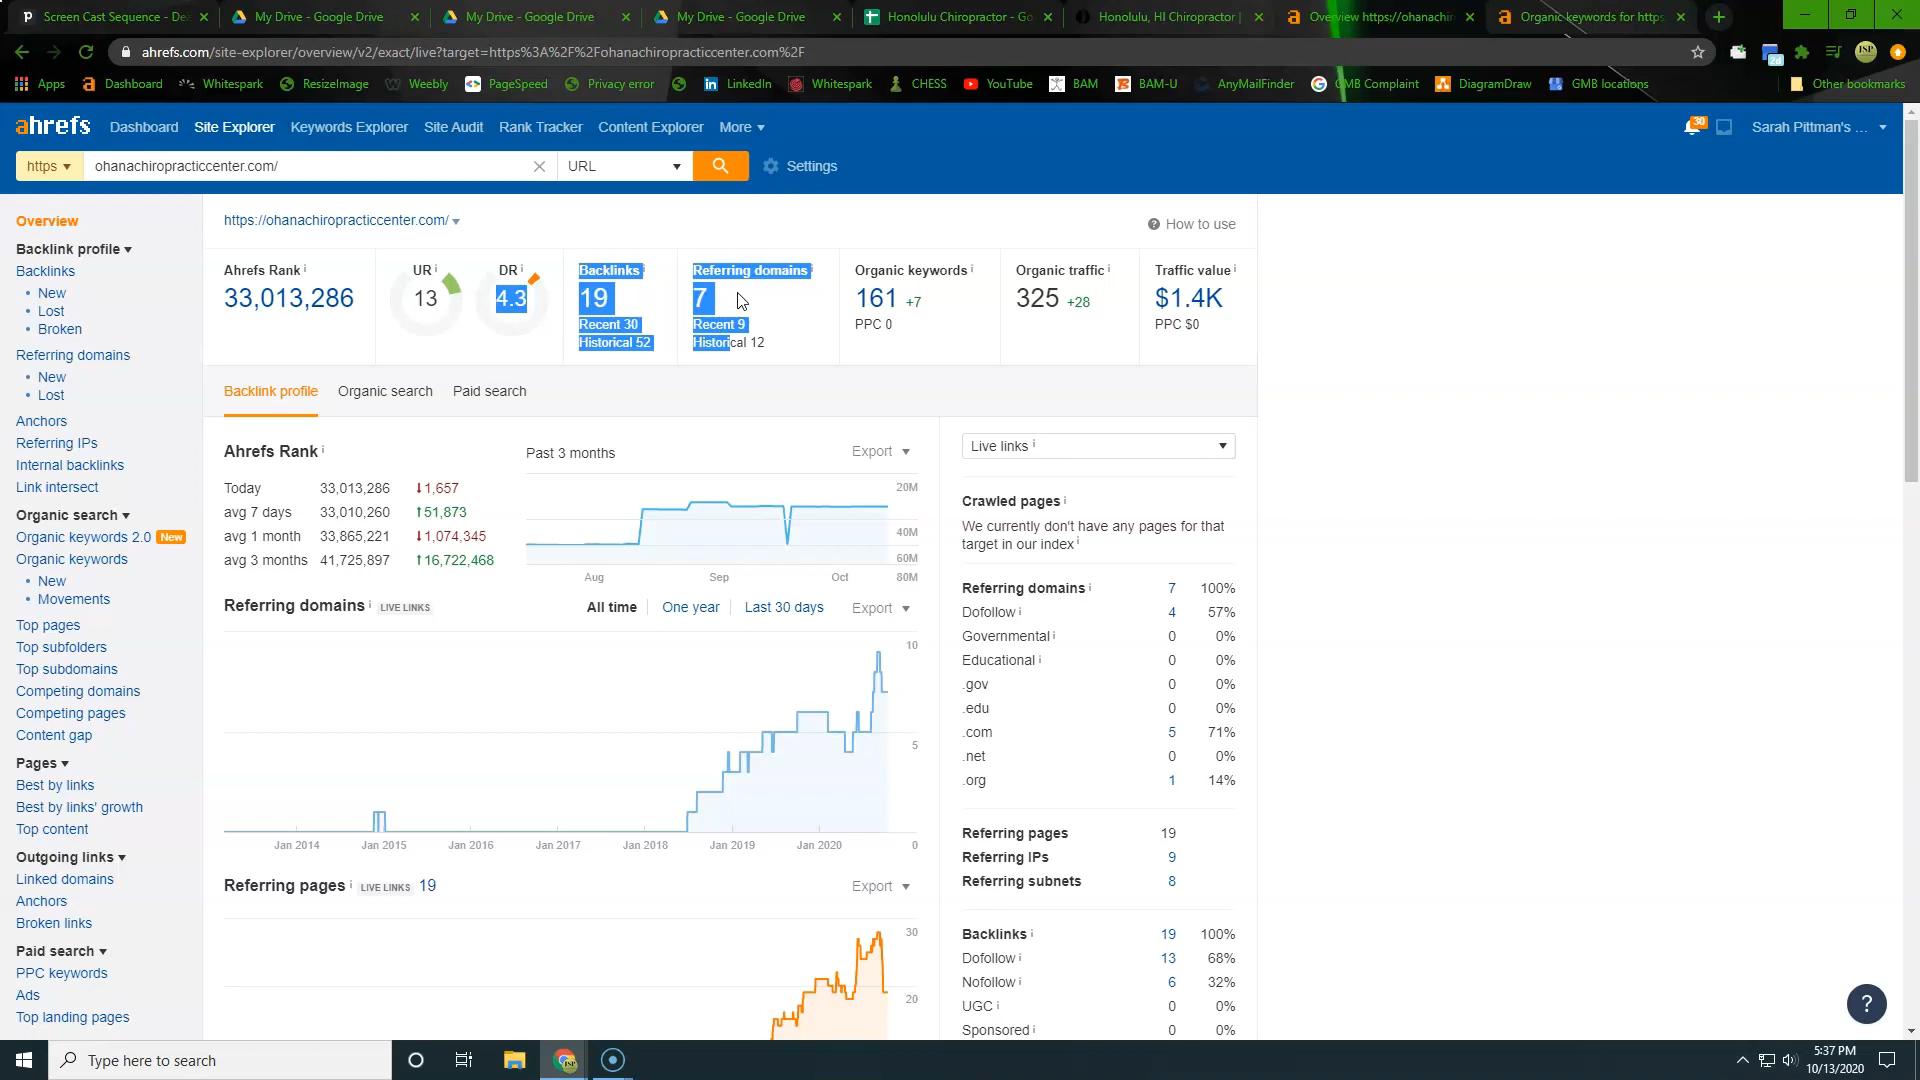 Screen Cast Sequence - De
My Drive - Google Drive
My Drive - Google Drive
My Drive - Google Drive
Honolulu Chiropractor - Go
Honolulu, HI Chiropractor |
Overview https://ohanachir
Organic keywords for https
ahrefs.com/site-explorer/overview/v2/exact/live?target=https%3A%2F%2Fohanachiropracticcenter.com%2F
JSP
2d
Apps Dashboard Whitespark ResizeImage Weebly PageSpeed Privacy error LinkedIn Whitespark CHESS YouTube BAM BAM-U AnyMailFinder GMB Complaint DiagramDraw GMB locations Other bookmarks
ahrefs Dashboard Site Explorer Keywords Explorer Site Audit Rank Tracker Content Explorer More 30 Sarah Pittman's ...
https ohanachiropracticcenter.com/ URL Settings
Overview
Backlink profile
Backlinks
New
Lost
Broken
Referring domains
New
Lost
Anchors
Referring IPs
Internal backlinks
Link intersect
Organic search
Organic keywords 2.0 New
Organic keywords
New
Movements
Top pages
Top subfolders
Top subdomains
Competing domains
Competing pages
Content gap
Pages
Best by links
Best by links' growth
Top content
Outgoing links
Linked domains
Anchors
Broken links
Paid search
PPC keywords
Ads
Top landing pages
https://ohanachiropracticcenter.com/
How to use
Ahrefs Rank
33,013,286
UR
13
DR
4.3
Backlinks
19
Recent 30
Historical 52
Referring domains
7
Recent 9
Historical 12
Organic keywords
161 +7
PPC 0
Organic traffic
325 +28
Traffic value
$1.4K
PPC $0
Backlink profile Organic search Paid search
Ahrefs Rank
Past 3 months
Export
Today 33,013,286 ↓1,657
avg 7 days 33,010,260 ↑51,873
avg 1 month 33,865,221 ↓1,074,345
avg 3 months 41,725,897 ↑16,722,468
20M
40M
60M
80M
Aug Sep Oct
Referring domains LIVE LINKS
All time One year Last 30 days Export
10
5
0
Jan 2014 Jan 2015 Jan 2016 Jan 2017 Jan 2018 Jan 2019 Jan 2020
Referring pages LIVE LINKS 19
Export
30
20
Live links
Crawled pages
We currently don't have any pages for that
target in our index
Referring domains 7 100%
Dofollow 4 57%
Governmental 0 0%
Educational 0 0%
.gov 0 0%
.edu 0 0%
.com 5 71%
.net 0 0%
.org 1 14%
Referring pages 19
Referring IPs 9
Referring subnets 8
Backlinks 19 100%
Dofollow 13 68%
Nofollow 6 32%
UGC 0 0%
Sponsored 0 0%
?
Type here to search
5:37 PM
10/13/2020